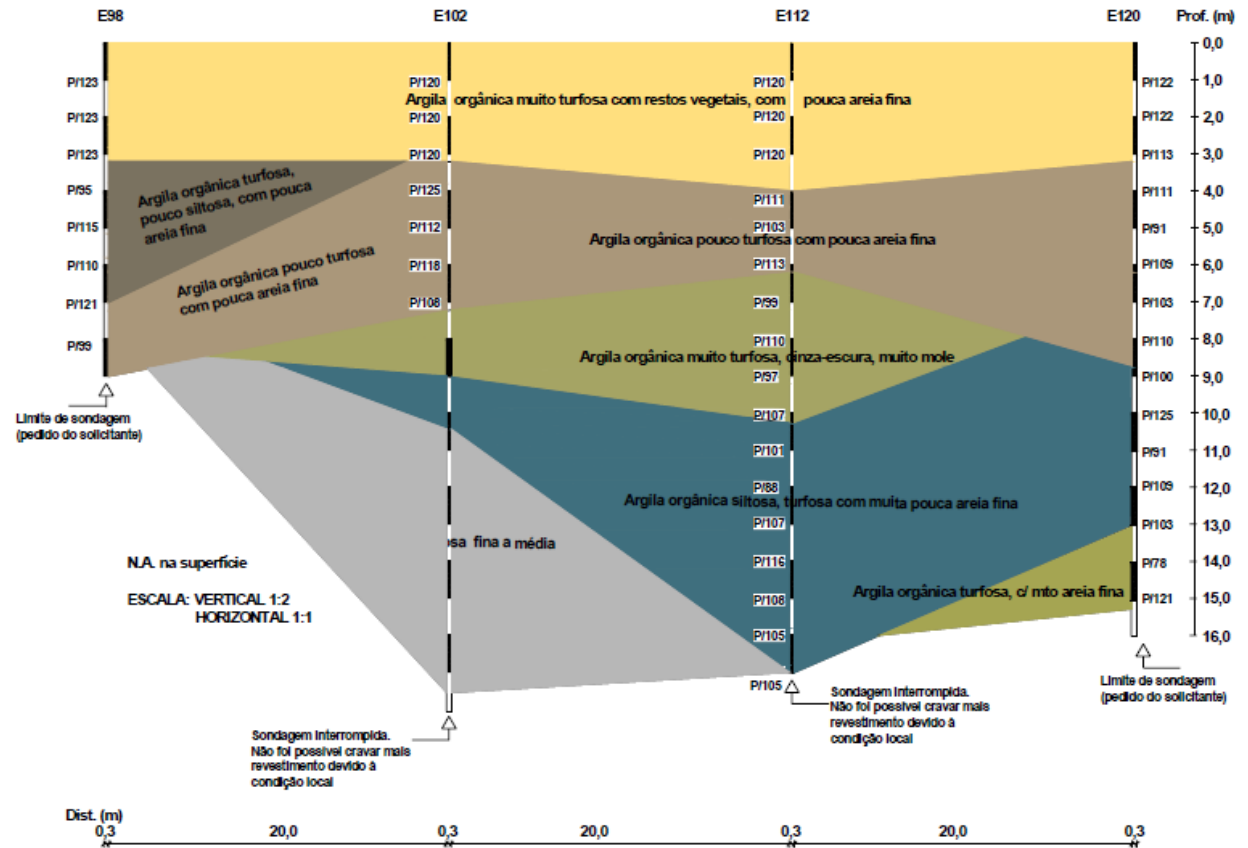 E98 E102 E112 E120 Prof. (m)
0,0
P/123 P/120 P/120 P/122 1,0
Argila orgânica muito turfosa com restos vegetais, com pouca areia fina
P/123 P/120 P/120 P/122 2,0
P/123 P/120 P/120 P/113 3,0
Argila orgânica turfosa,
pouco siltosa, com pouca
areia fina
P/95 P/125 P/111 P/111 4,0
P/115 P/112 P/103 P/91 5,0
Argila orgânica pouco turfosa com pouca areia fina
Argila orgânica pouco turfosa
com pouca areia fina
P/110 P/118 P/113 P/109 6,0
P/121 P/108 P/99 P/103 7,0
P/99 P/110 P/110 8,0
Argila orgânica muito turfosa, cinza-escura, muito mole
P/97 P/100 9,0
Limite de sondagem
(pedido do solicitante)
P/107 P/125 10,0
P/101 P/91 11,0
P/88 P/109 12,0
Argila orgânica siltosa, turfosa com muita pouca areia fina
P/107 P/103 13,0
osa fina a média
N.A. na superfície
P/116 P/78 14,0
ESCALA: VERTICAL 1:2
HORIZONTAL 1:1
Argila orgânica turfosa, c/ mto areia fina
P/108 P/121 15,0
P/105 16,0
P/105
Limite de sondagem
(pedido do solicitante)
Sondagem interrompida.
Não foi possível cravar mais
revestimento devido à
condição local
Sondagem interrompida.
Não foi possível cravar mais
revestimento devido à
condição local
Dist. (m)
0,3 20,0 0,3 20,0 0,3 20,0 0,3